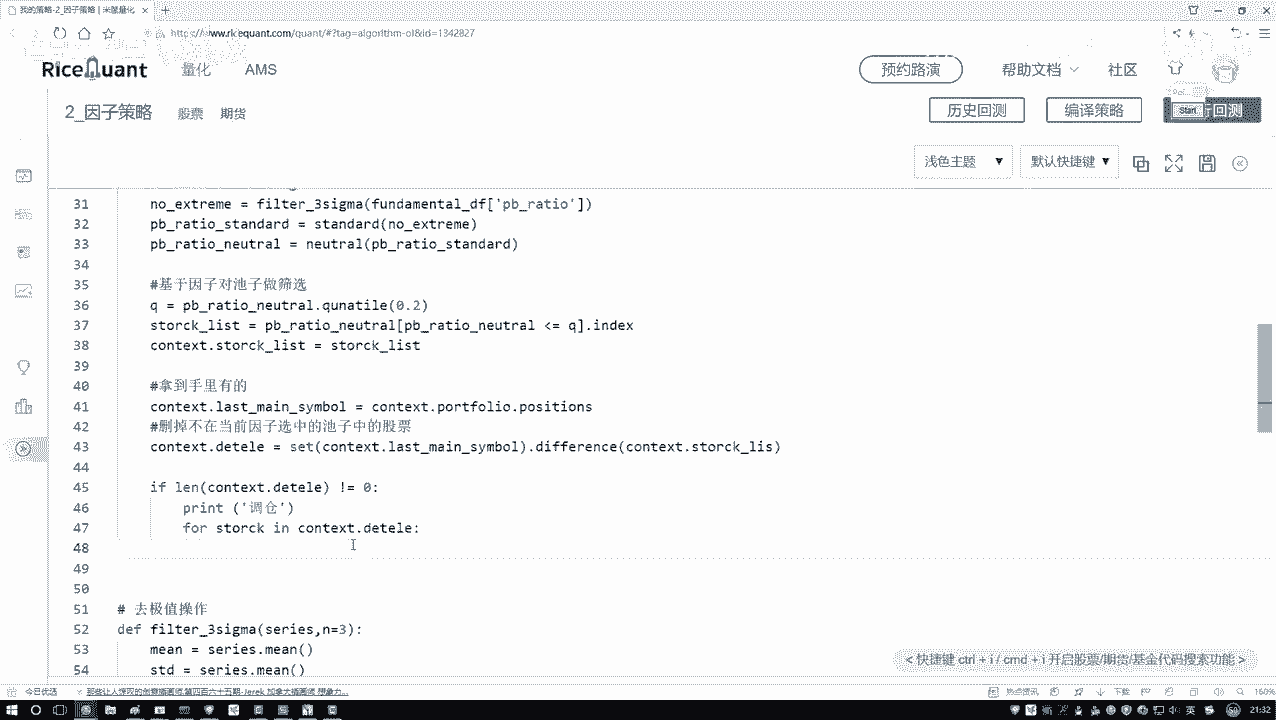 我的策略-2_因子策略 | 米筐量化
https://www.ricequant.com/quant/#?tag=algorithm-ol&id=1342827
RiceQuant 量化 AMS 预约路演 帮助文档 社区
2_因子策略 股票 期货 历史回测 编译策略 Start 回测
浅色主题 默认快捷键
31 no_extreme = filter_3sigma(fundamental_df['pb_ratio'])
32 pb_ratio_standard = standard(no_extreme)
33 pb_ratio_neutral = neutral(pb_ratio_standard)
34
35 #基于因子对池子做筛选
36 q = pb_ratio_neutral.qunatile(0.2)
37 storck_list = pb_ratio_neutral[pb_ratio_neutral <= q].index
38 context.storck_list = storck_list
39
40 #拿到手里有的
41 context.last_main_symbol = context.portfolio.positions
42 #删掉不在当前因子选中的池子中的股票
43 context.detele = set(context.last_main_symbol).difference(context.storck_lis)
44
45 if len(context.detele) != 0:
46 print ('调仓')
47 for storck in context.detele:
48
49
50
51 # 去极值操作
52 def filter_3sigma(series,n=3):
53 mean = series.mean()
54 std = series.mean()
< 快捷键 ctrl + i / cmd + i 开启股票/期货/基金代码搜索功能 >
今日优选 热点资讯 下载 160%
英 21:32